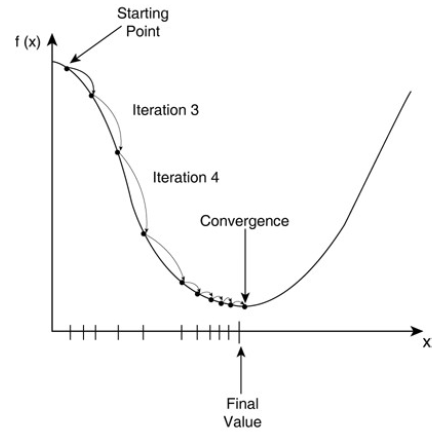 Starting
Point
f (x)
Iteration 3
Iteration 4
Convergence
x
Final
Value